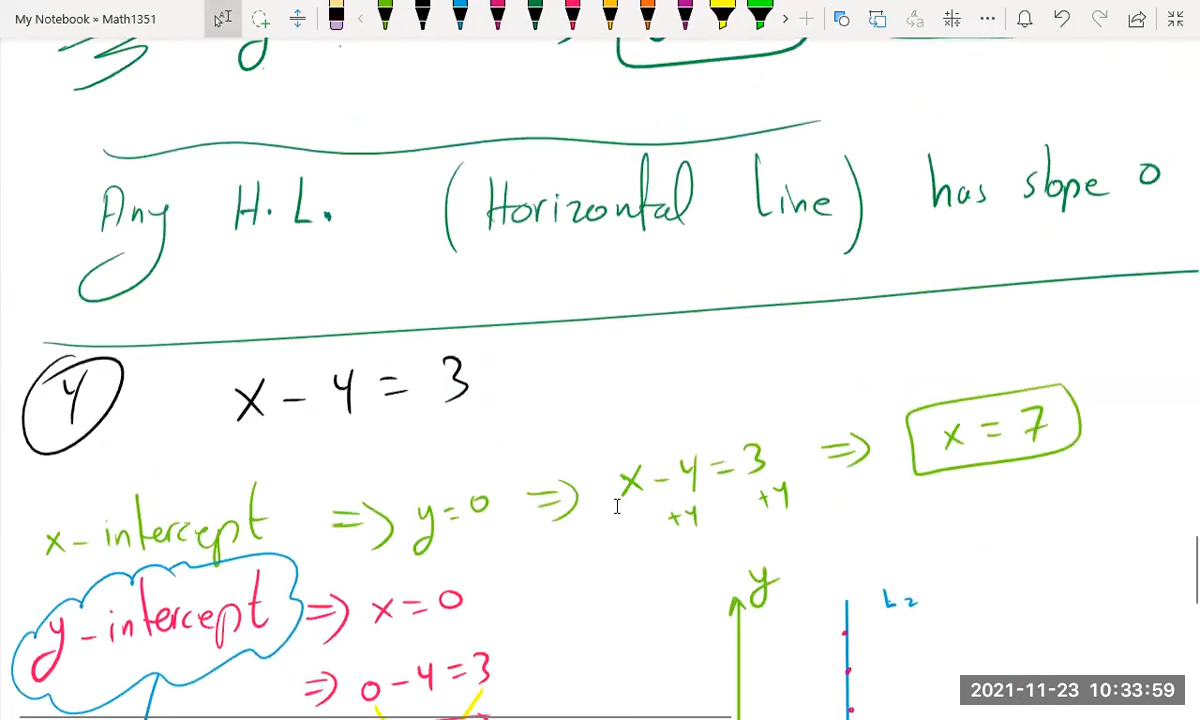 My Notebook » Math1351
y
Any H.L. (Horizontal Line) has slope 0
4 x - 4 = 3
x - intercept => y = 0 => x - 4 = 3 => x = 7
+4 +4
y - intercept => x = 0
=> 0 - 4 = 3
y
L2
2021-11-23 10:33:59